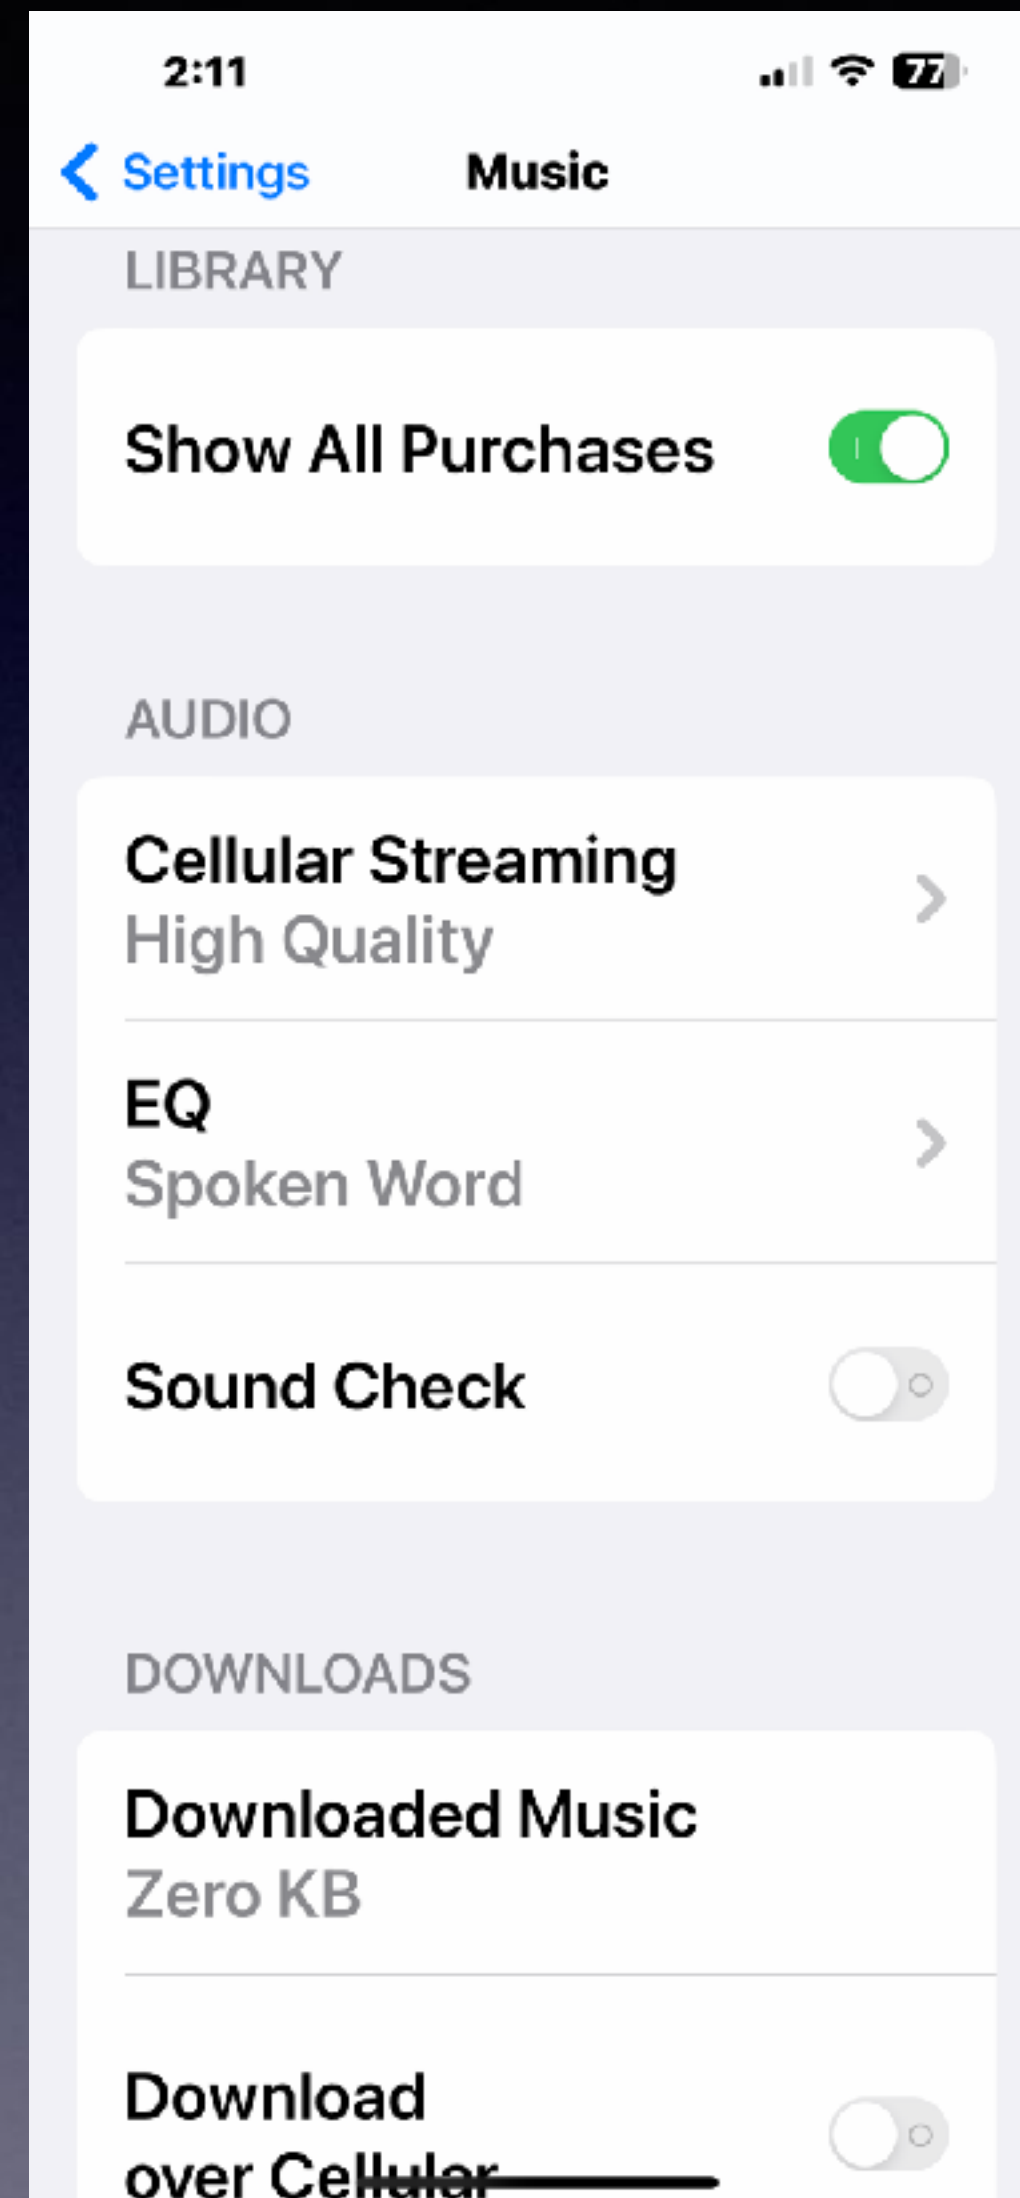 2:11
77
Settings
Music
LIBRARY
Show All Purchases
AUDIO
Cellular Streaming
High Quality
EQ
Spoken Word
Sound Check
DOWNLOADS
Downloaded Music
Zero KB
Download
over Cellular